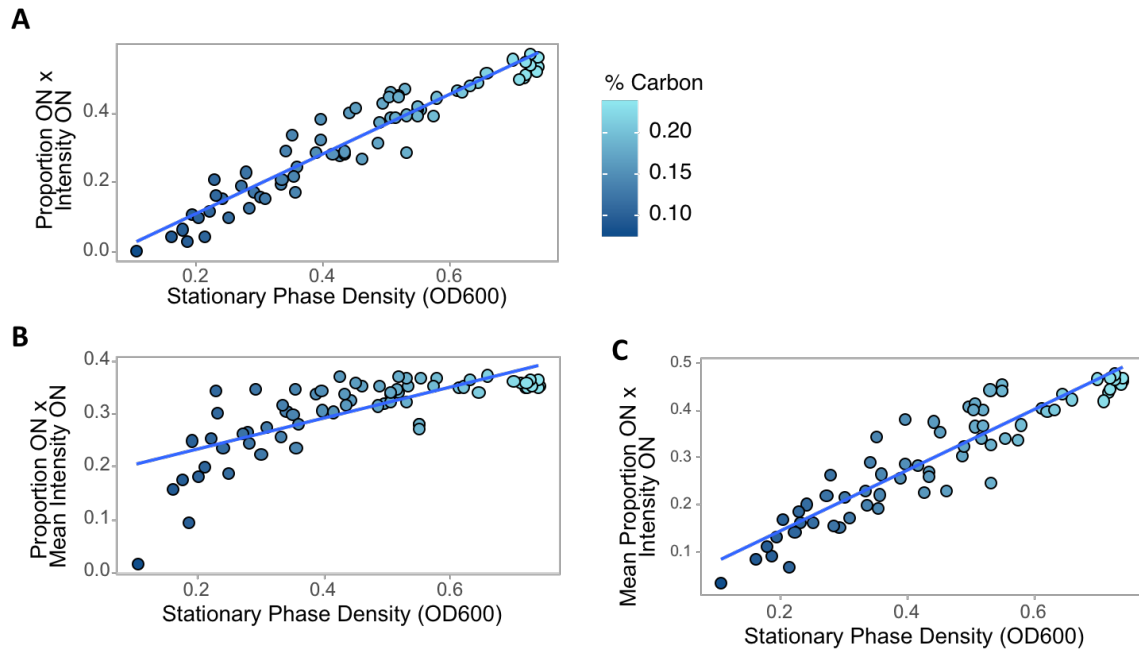 A
Proportion ON x
Intensity ON
0.4
0.2
0.0
0.2 0.4 0.6
Stationary Phase Density (OD600)
% Carbon
0.20
0.15
0.10
B
Proportion ON x
Mean Intensity ON
0.4
0.3
0.2
0.1
0.0
0.2 0.4 0.6
Stationary Phase Density (OD600)
C
Mean Proportion ON x
Intensity ON
0.5
0.4
0.3
0.2
0.1
0.2 0.4 0.6
Stationary Phase Density (OD600)